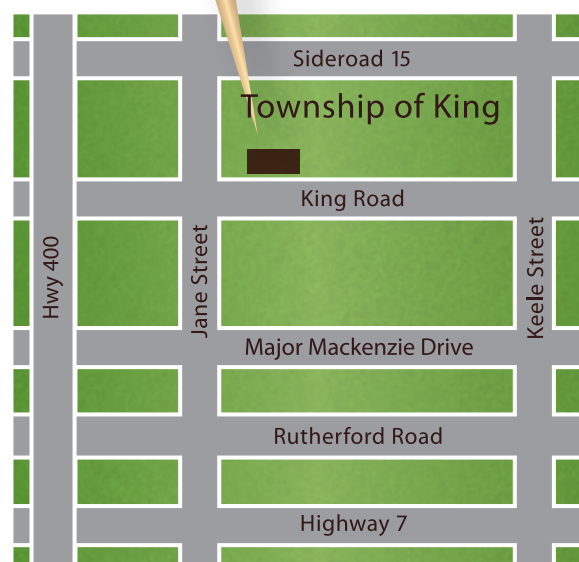 Sideroad 15
Township of King
King Road
Hwy 400
Jane Street
Keele Street
Major Mackenzie Drive
Rutherford Road
Highway 7